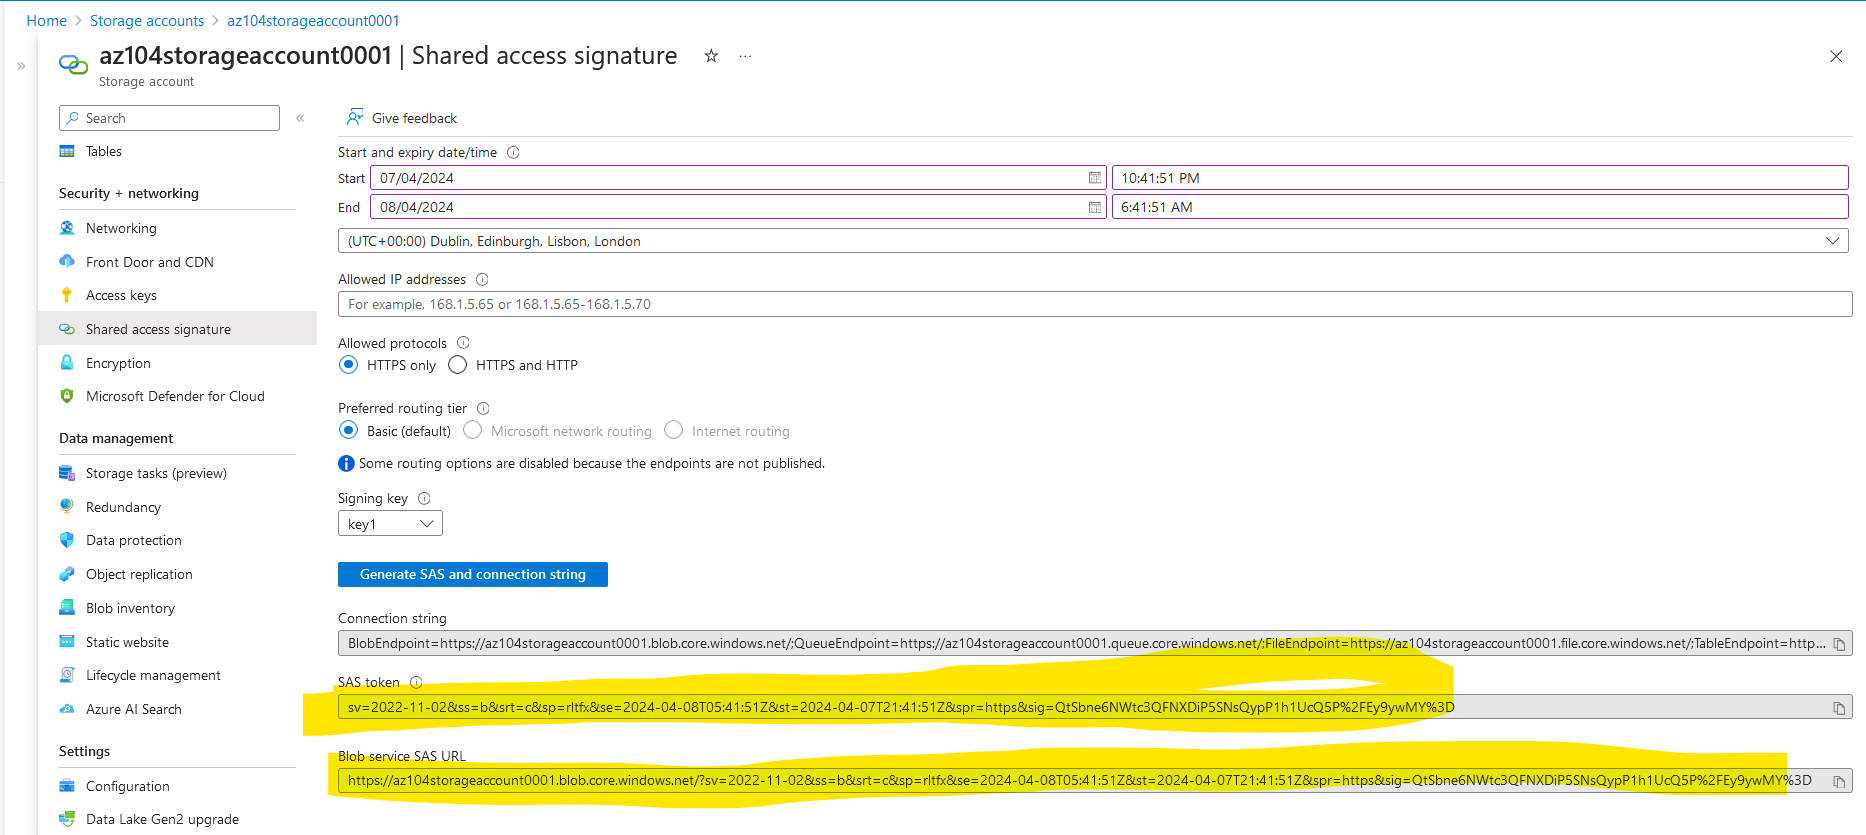 Home > Storage accounts > az104storageaccount0001
az104storageaccount0001 | Shared access signature ☆ ...
Storage account
Search
Tables
Security + networking
Networking
Front Door and CDN
Access keys
Shared access signature
Encryption
Microsoft Defender for Cloud
Data management
Storage tasks (preview)
Redundancy
Data protection
Object replication
Blob inventory
Static website
Lifecycle management
Azure AI Search
Settings
Configuration
Data Lake Gen2 upgrade
Give feedback
Start and expiry date/time
Start 07/04/2024 10:41:51 PM
End 08/04/2024 6:41:51 AM
(UTC+00:00) Dublin, Edinburgh, Lisbon, London
Allowed IP addresses
For example, 168.1.5.65 or 168.1.5.65-168.1.5.70
Allowed protocols
HTTPS only HTTPS and HTTP
Preferred routing tier
Basic (default) Microsoft network routing Internet routing
Some routing options are disabled because the endpoints are not published.
Signing key
key1
Generate SAS and connection string
Connection string
BlobEndpoint=https://az104storageaccount0001.blob.core.windows.net/;QueueEndpoint=https://az104storageaccount0001.queue.core.windows.net/;FileEndpoint=https://az104storageaccount0001.file.core.windows.net/;TableEndpoint=http...
SAS token
sv=2022-11-02&ss=b&srt=c&sp=rltfx&se=2024-04-08T05:41:51Z&st=2024-04-07T21:41:51Z&spr=https&sig=QtSbne6NWtc3QFNXDiP5SNsQypP1h1UcQ5P%2FEy9ywMY%3D
Blob service SAS URL
https://az104storageaccount0001.blob.core.windows.net/?sv=2022-11-02&ss=b&srt=c&sp=rltfx&se=2024-04-08T05:41:51Z&st=2024-04-07T21:41:51Z&spr=https&sig=QtSbne6NWtc3QFNXDiP5SNsQypP1h1UcQ5P%2FEy9ywMY%3D